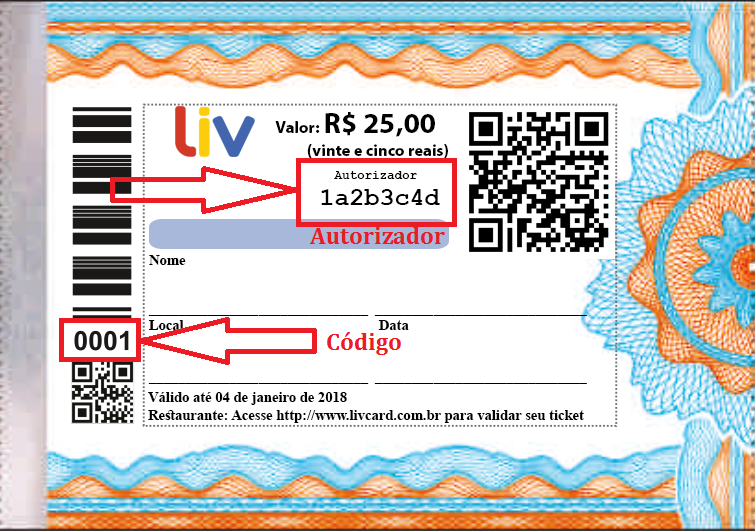 liv
Valor: R$ 25,00
(vinte e cinco reais)
Autorizador
1a2b3c4d
Autorizador
Nome
Local Data
0001
Código
Válido até 04 de janeiro de 2018
Restaurante: Acesse http://www.livcard.com.br para validar seu ticket